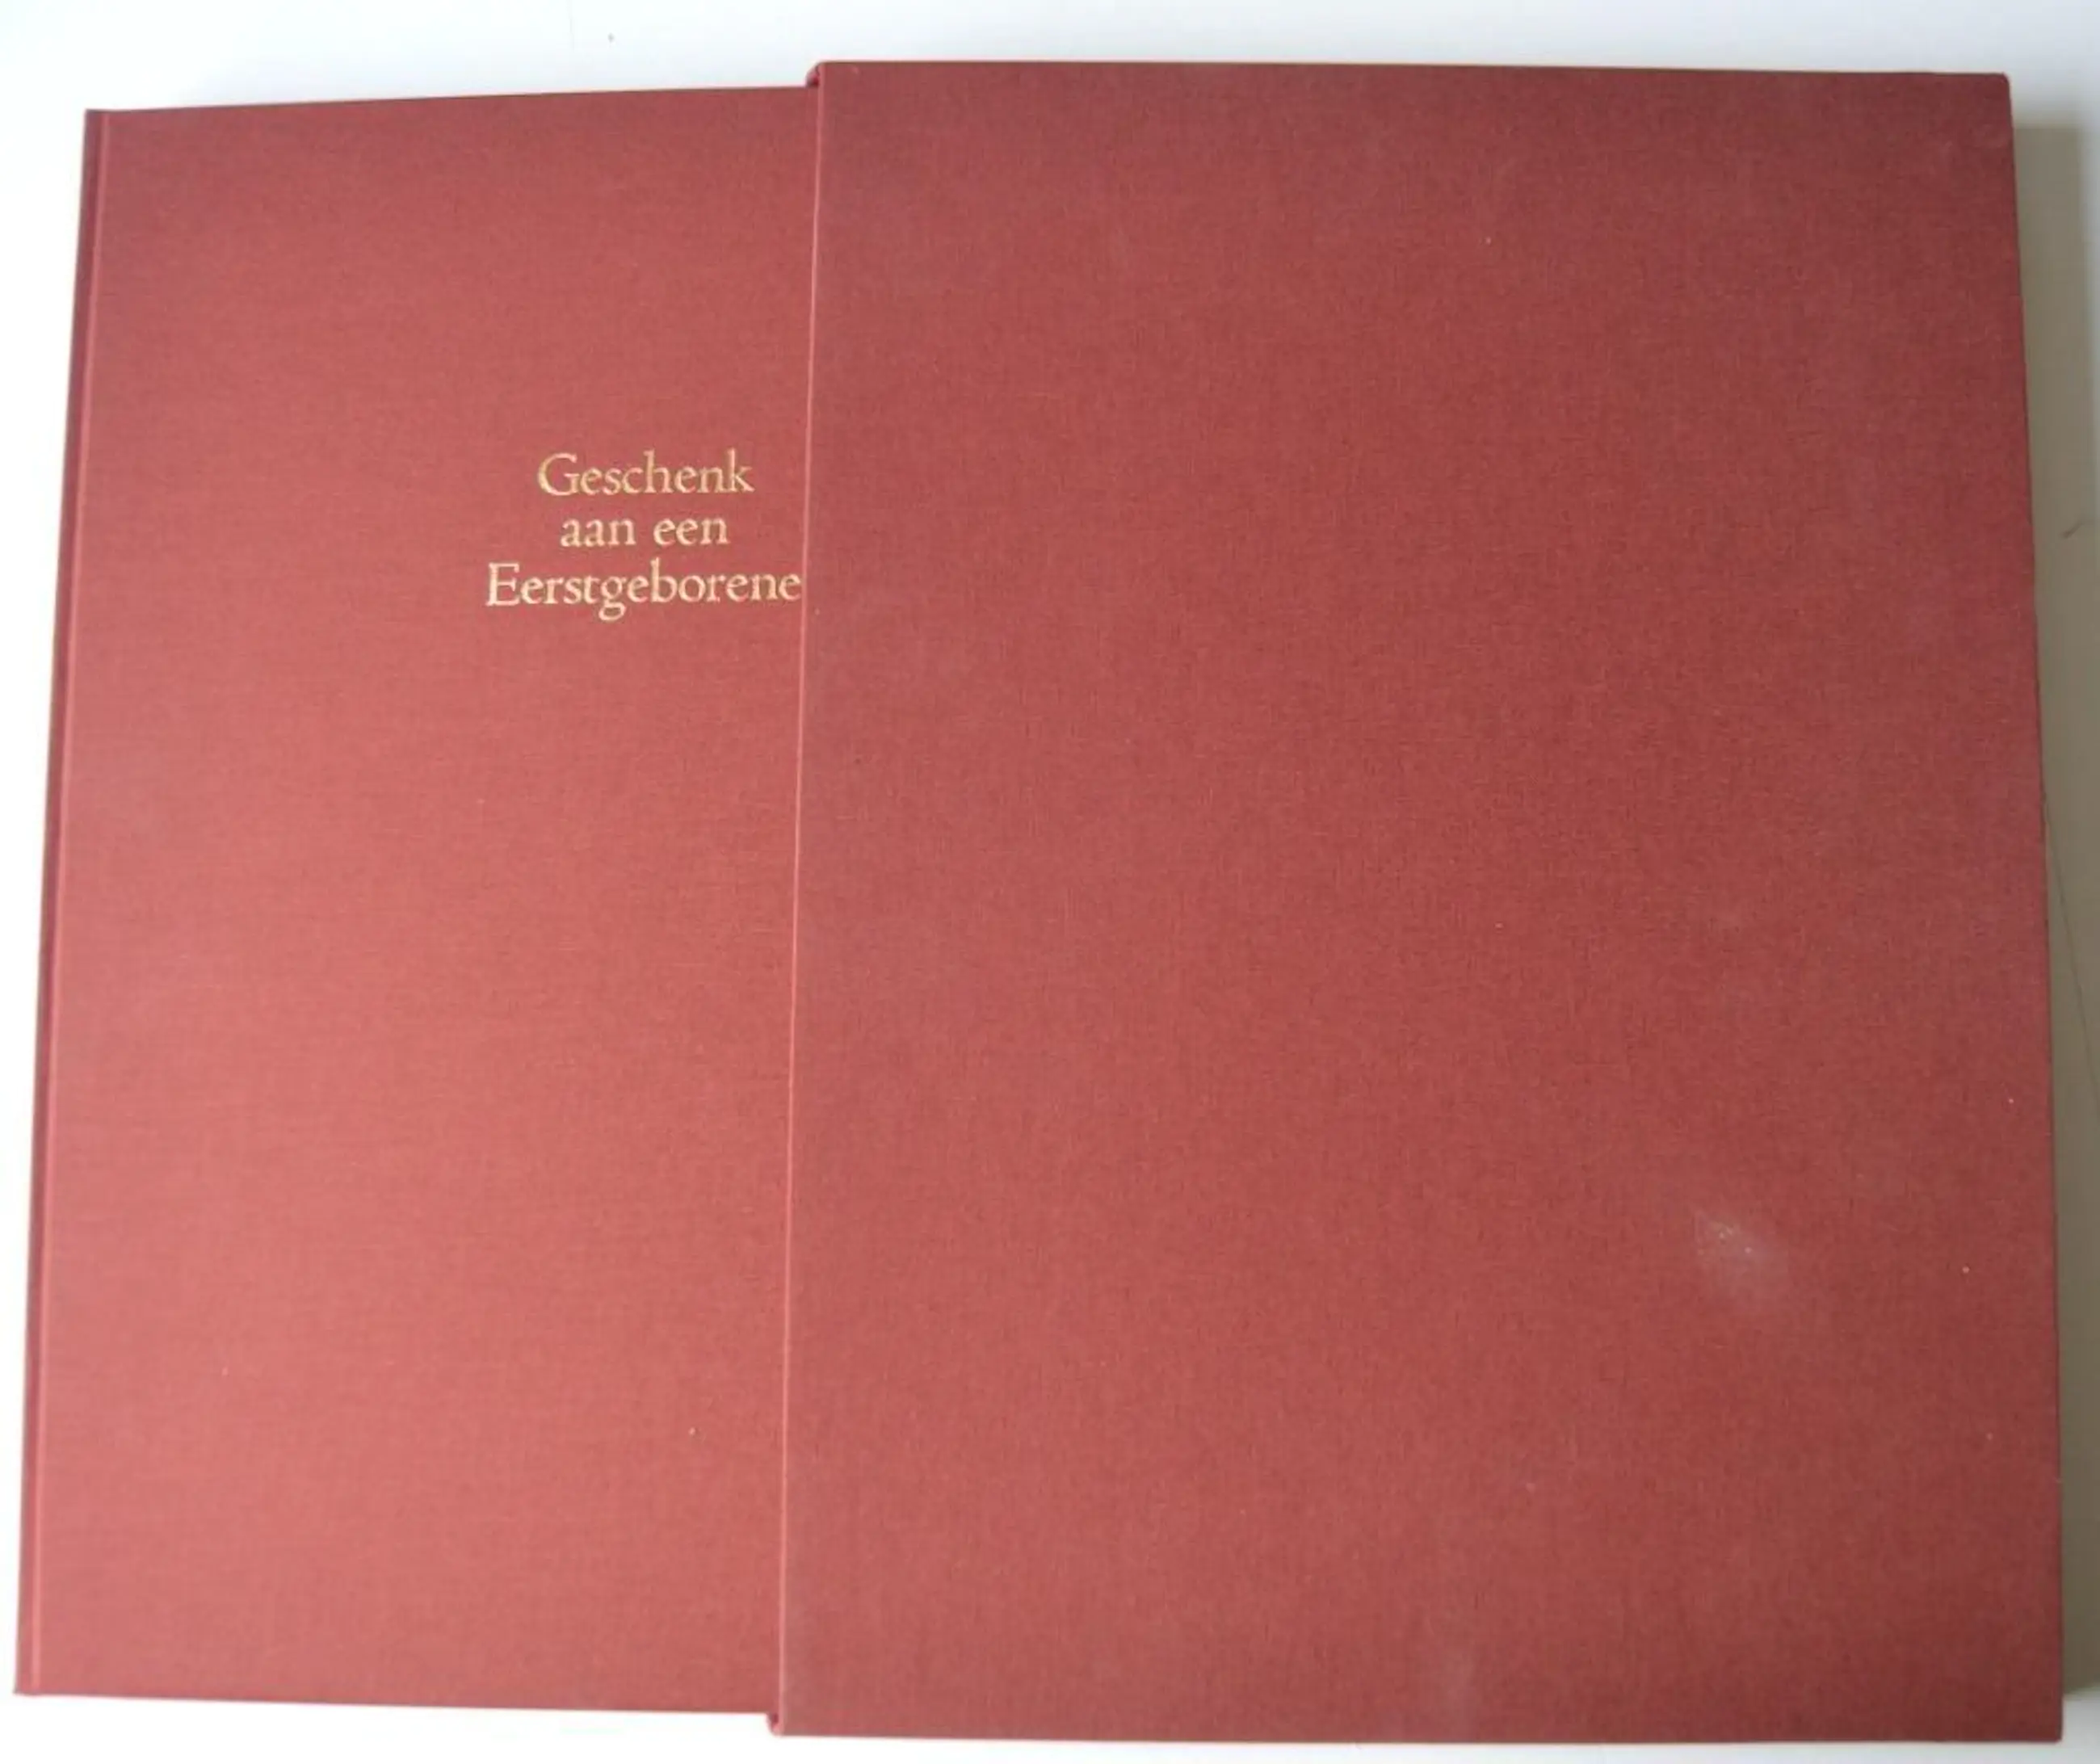 Geschenk
aan een
Eerstgeborene